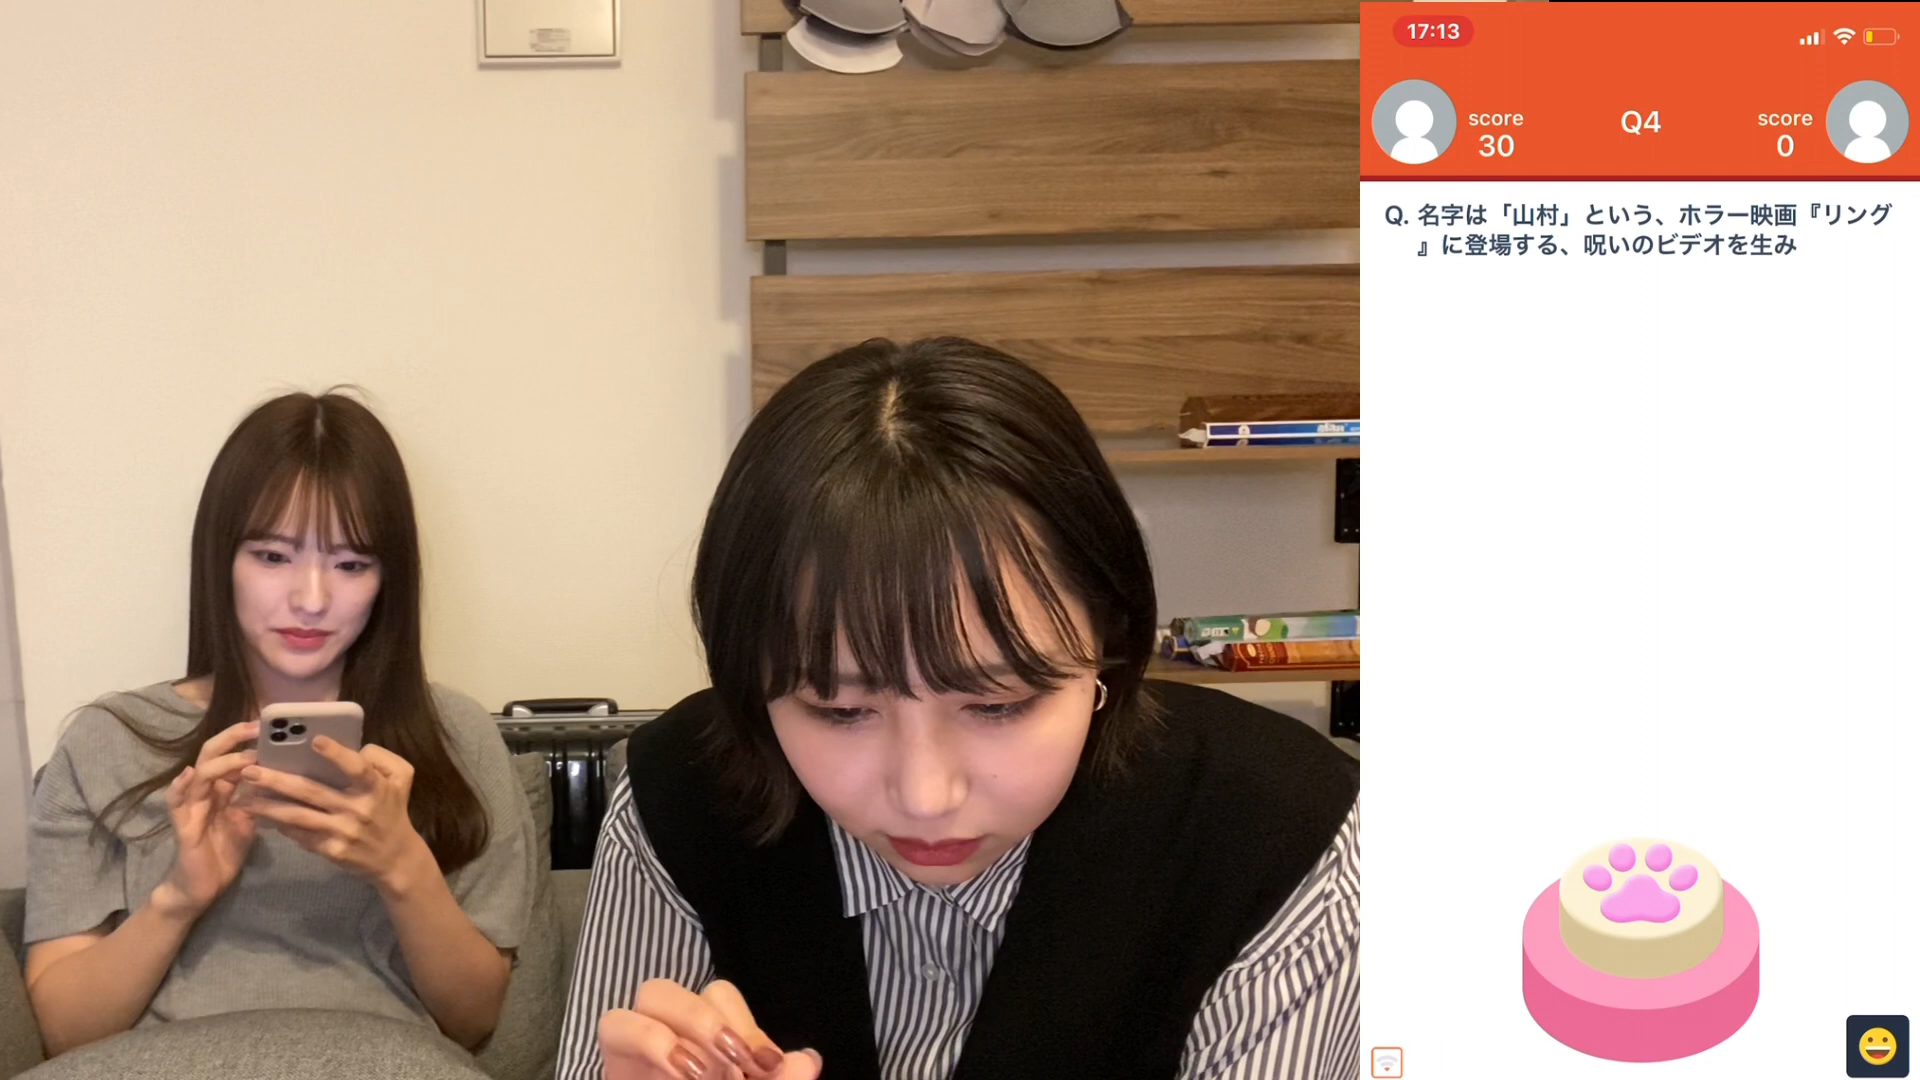 17:13
score
30
Q4
score
0
Q. 名字は「山村」という、ホラー映画『リング
』に登場する、呪いのビデオを生み